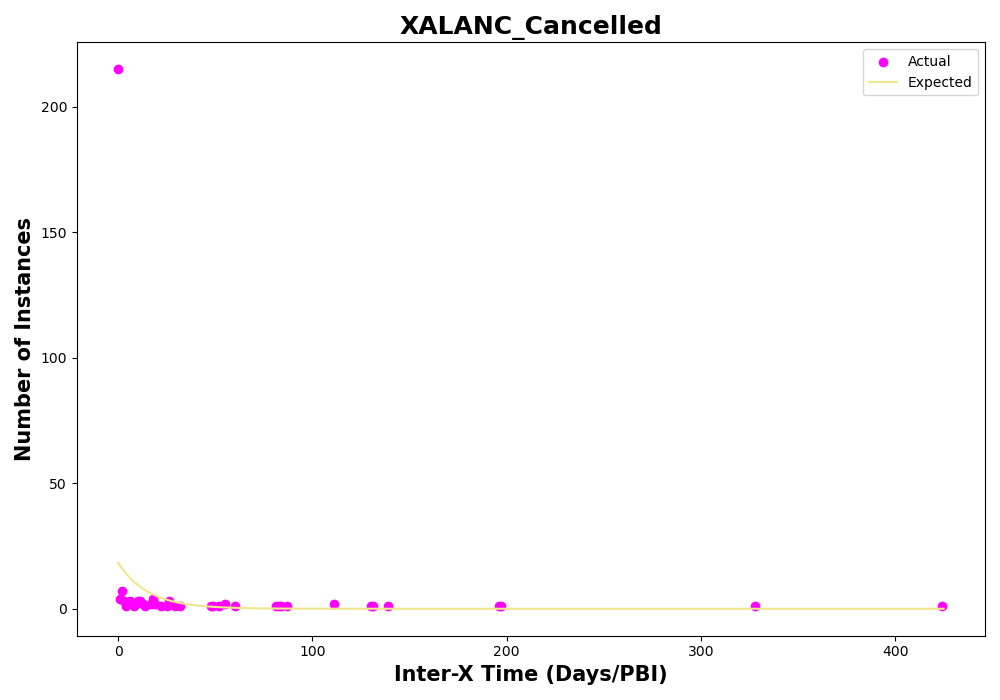 XALANC_Cancelled
Actual
Expected
Number of Instances
200
150
100
50
0
0 100 200 300 400
Inter-X Time (Days/PBI)